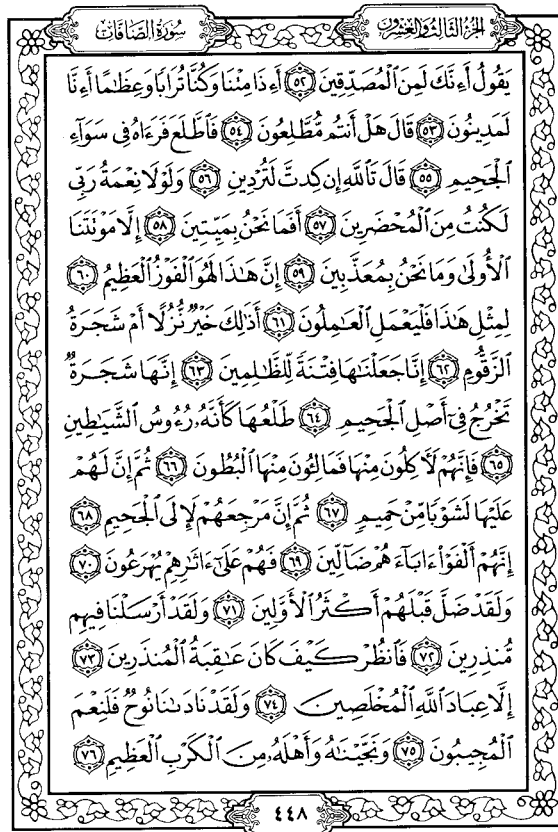 الجزء الثالث والعشرون
سورة الصافات
يَقُولُ أَءِنَّكَ لَمِنَ ٱلْمُصَدِّقِينَ ٥٢ أَءِذَا مِتْنَا وَكُنَّا تُرَابًا وَعِظَٰمًا أَءِنَّا
لَمَدِينُونَ ٥٣ قَالَ هَلْ أَنتُم مُّطَّلِعُونَ ٥٤ فَٱطَّلَعَ فَرَءَاهُ فِى سَوَآءِ
ٱلْجَحِيمِ ٥٥ قَالَ تَٱللَّهِ إِن كِدتَّ لَتُرْدِينِ ٥٦ وَلَوْلَا نِعْمَةُ رَبِّى
لَكُنتُ مِنَ ٱلْمُحْضَرِينَ ٥٧ أَفَمَا نَحْنُ بِمَيِّتِينَ ٥٨ إِلَّا مَوْتَتَنَا
ٱلْأُولَىٰ وَمَا نَحْنُ بِمُعَذَّبِينَ ٥٩ إِنَّ هَٰذَا لَهُوَ ٱلْفَوْزُ ٱلْعَظِيمُ ٦٠
لِمِثْلِ هَٰذَا فَلْيَعْمَلِ ٱلْعَٰمِلُونَ ٦١ أَذَٰلِكَ خَيْرٌ نُّزُلًا أَمْ شَجَرَةُ
ٱلزَّقُّومِ ٦٢ إِنَّا جَعَلْنَٰهَا فِتْنَةً لِّلظَّٰلِمِينَ ٦٣ إِنَّهَا شَجَرَةٌ
تَخْرُجُ فِىٓ أَصْلِ ٱلْجَحِيمِ ٦٤ طَلْعُهَا كَأَنَّهُۥ رُءُوسُ ٱلشَّيَٰطِينِ
٦٥ فَإِنَّهُمْ لَءَاكِلُونَ مِنْهَا فَمَالِـُٔونَ مِنْهَا ٱلْبُطُونَ ٦٦ ثُمَّ إِنَّ لَهُمْ
عَلَيْهَا لَشَوْبًا مِّنْ حَمِيمٍ ٦٧ ثُمَّ إِنَّ مَرْجِعَهُمْ لَإِلَى ٱلْجَحِيمِ ٦٨
إِنَّهُمْ أَلْفَوْا۟ ءَابَآءَهُمْ ضَآلِّينَ ٦٩ فَهُمْ عَلَىٰٓ ءَاثَٰرِهِمْ يُهْرَعُونَ ٧٠
وَلَقَدْ ضَلَّ قَبْلَهُمْ أَكْثَرُ ٱلْأَوَّلِينَ ٧١ وَلَقَدْ أَرْسَلْنَا فِيهِم
مُّنذِرِينَ ٧٢ فَٱنظُرْ كَيْفَ كَانَ عَٰقِبَةُ ٱلْمُنذَرِينَ ٧٣
إِلَّا عِبَادَ ٱللَّهِ ٱلْمُخْلَصِينَ ٧٤ وَلَقَدْ نَادَىٰنَا نُوحٌ فَلَنِعْمَ
ٱلْمُجِيبُونَ ٧٥ وَنَجَّيْنَٰهُ وَأَهْلَهُۥ مِنَ ٱلْكَرْبِ ٱلْعَظِيمِ ٧٦
٤٤٨